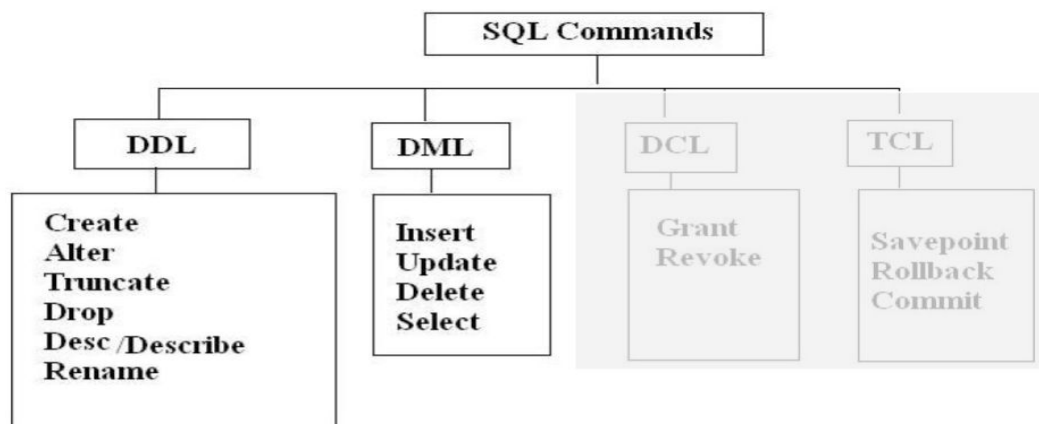 SQL Commands
DDL
DML
DCL
TCL
Create
Alter
Truncate
Drop
Desc /Describe
Rename
Insert
Update
Delete
Select
Grant
Revoke
Savepoint
Rollback
Commit